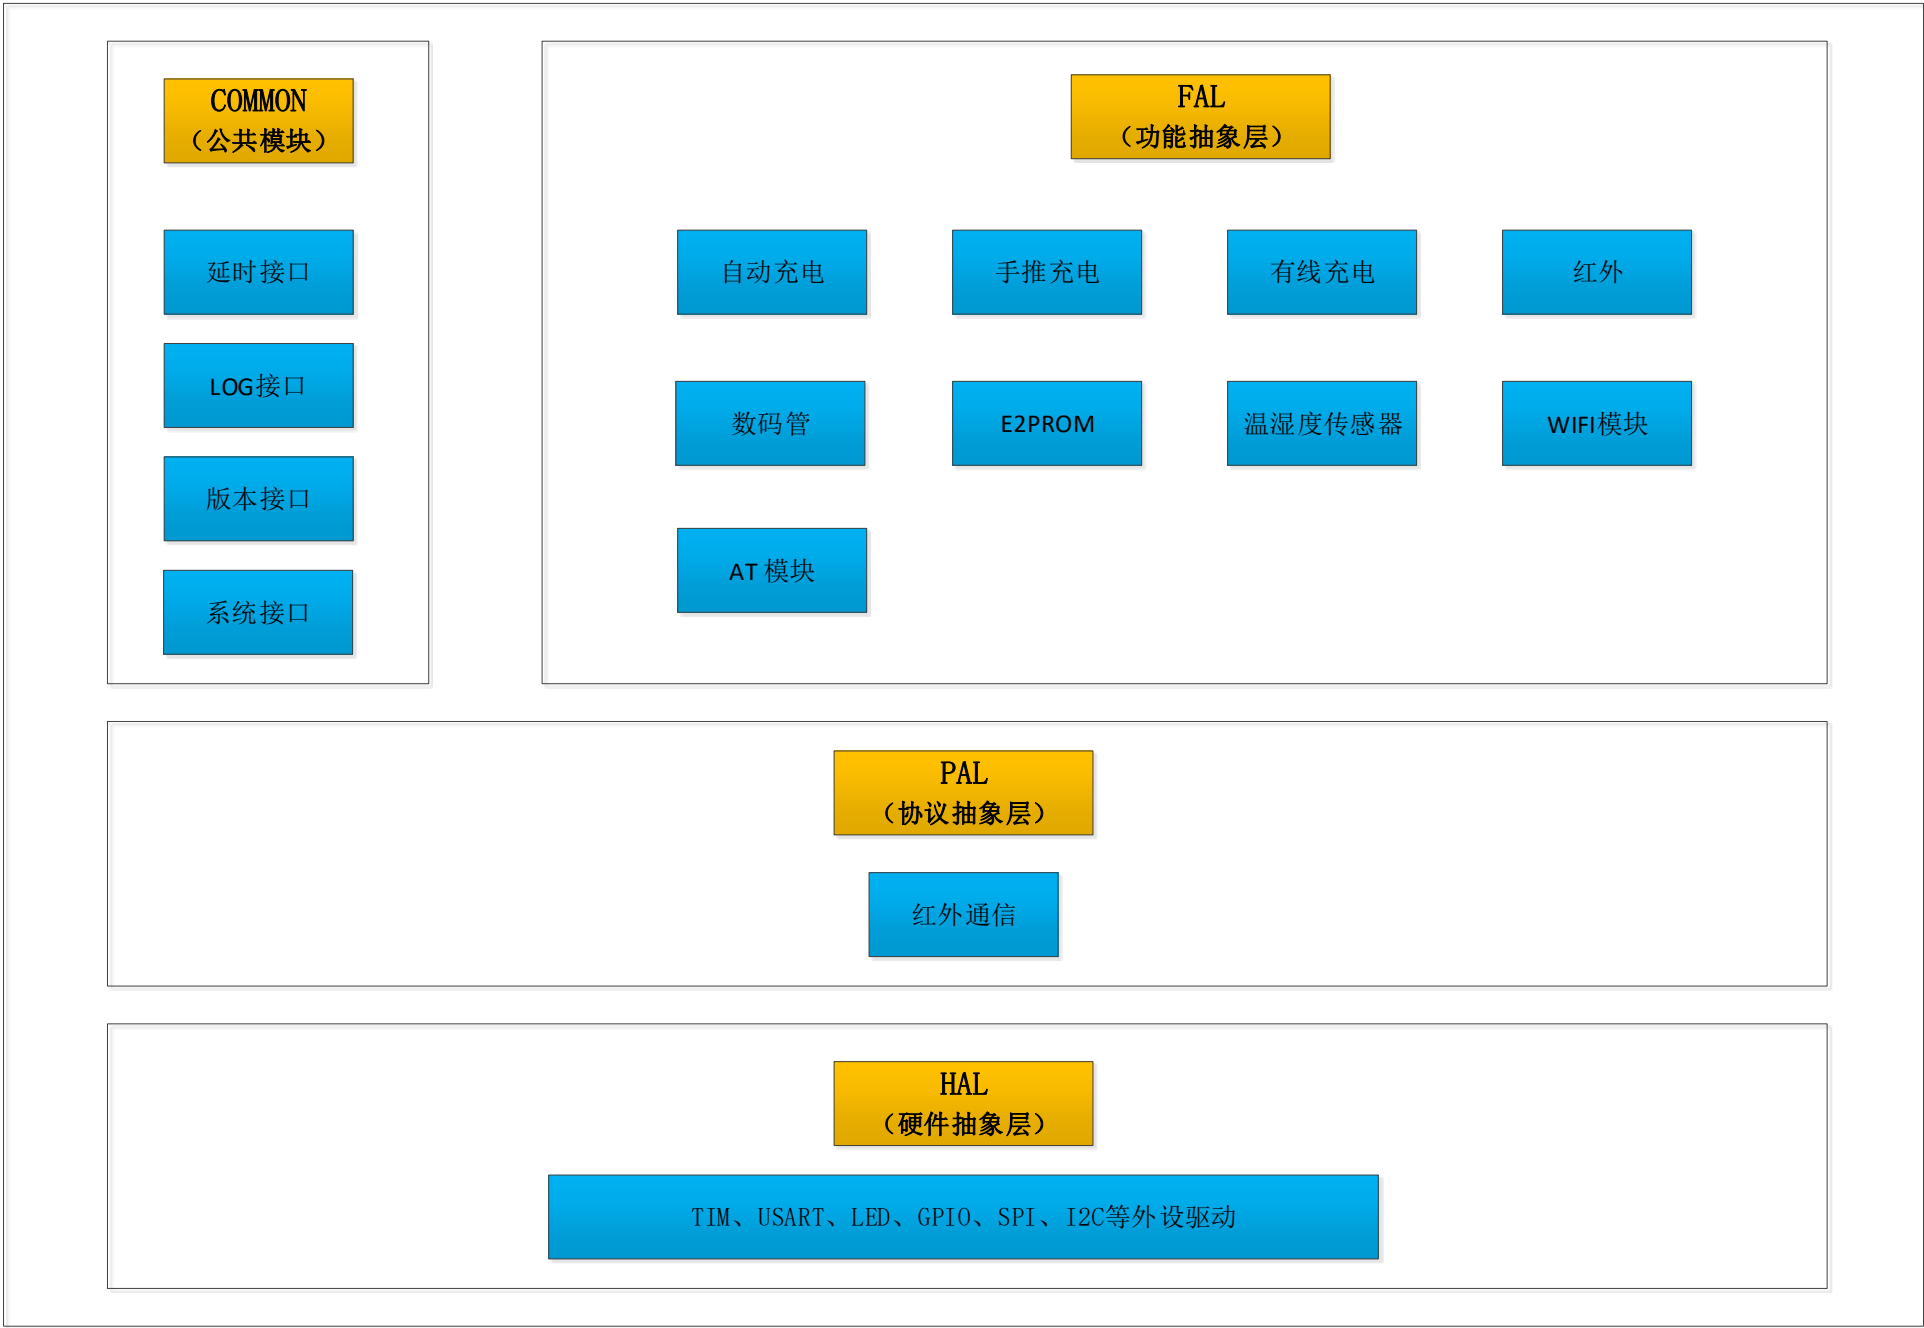 COMMON
（公共模块）
延时接口
LOG接口
版本接口
系统接口
FAL
（功能抽象层）
自动充电
手推充电
有线充电
红外
数码管
E2PROM
温湿度传感器
WIFI模块
AT 模块
PAL
（协议抽象层）
红外通信
HAL
（硬件抽象层）
TIM、USART、LED、GPIO、SPI、I2C等外设驱动